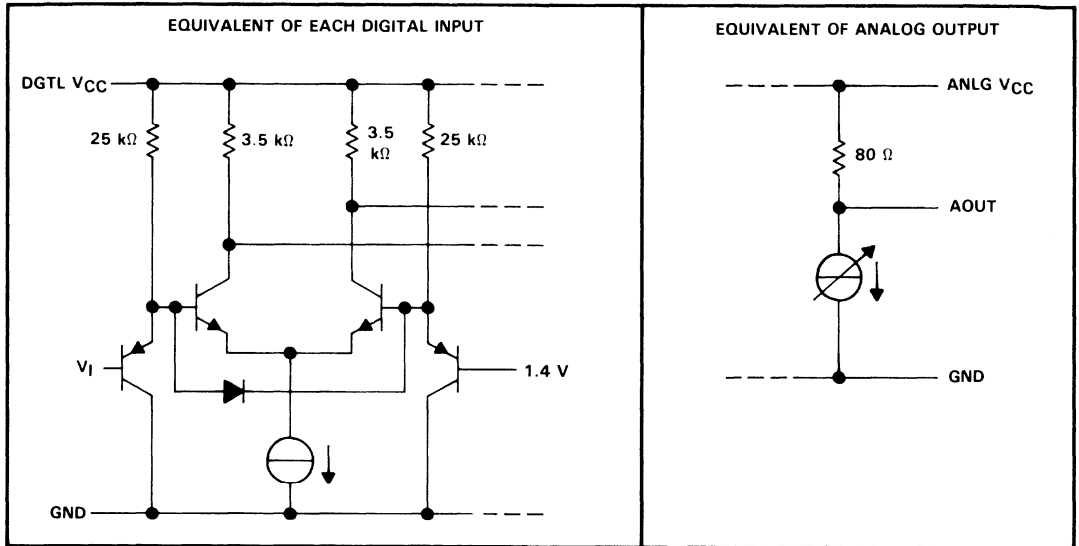 EQUIVALENT OF EACH DIGITAL INPUT
DGTL VCC
25 kΩ
3.5 kΩ
3.5
kΩ
25 kΩ
VI
1.4 V
GND
EQUIVALENT OF ANALOG OUTPUT
ANLG VCC
80 Ω
AOUT
GND